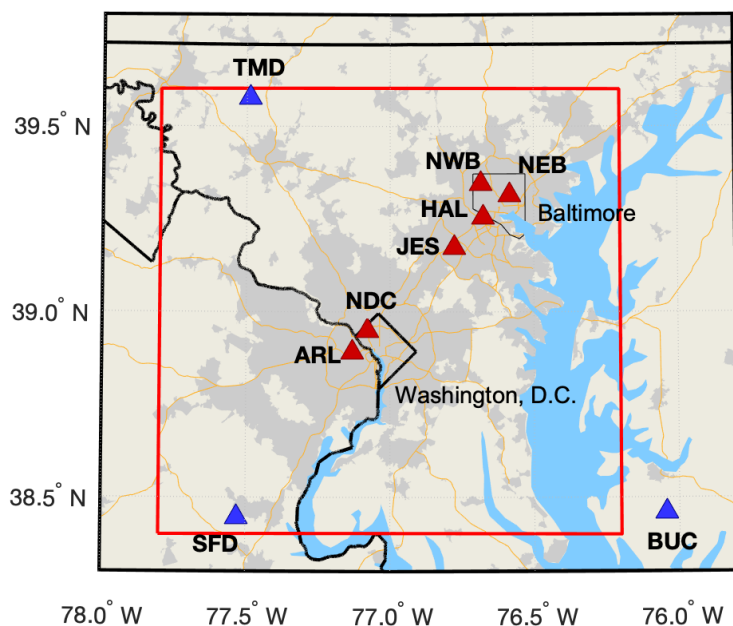 TMD
39.5° N
NWB
NEB
HAL
Baltimore
JES
39.0° N
NDC
ARL
Washington, D.C.
38.5° N
SFD
BUC
78.0° W
77.5° W
77.0° W
76.5° W
76.0° W